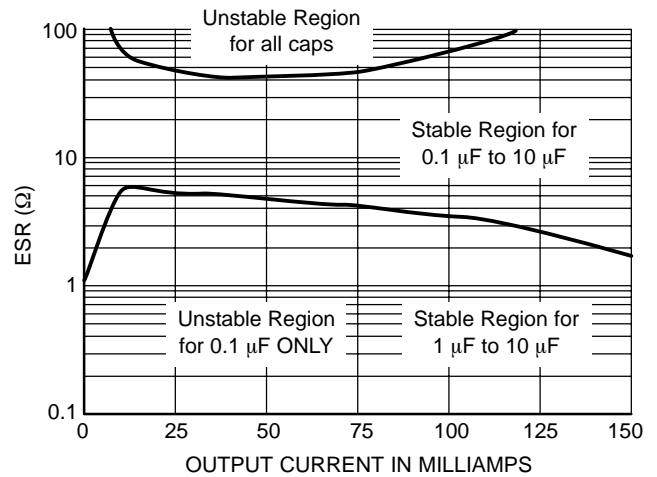 Unstable Region
for all caps
100
Stable Region for
0.1 μF to 10 μF
10
ESR (Ω)
1
Unstable Region
for 0.1 μF ONLY
Stable Region for
1 μF to 10 μF
0.1
0 25 50 75 100 125 150
OUTPUT CURRENT IN MILLIAMPS